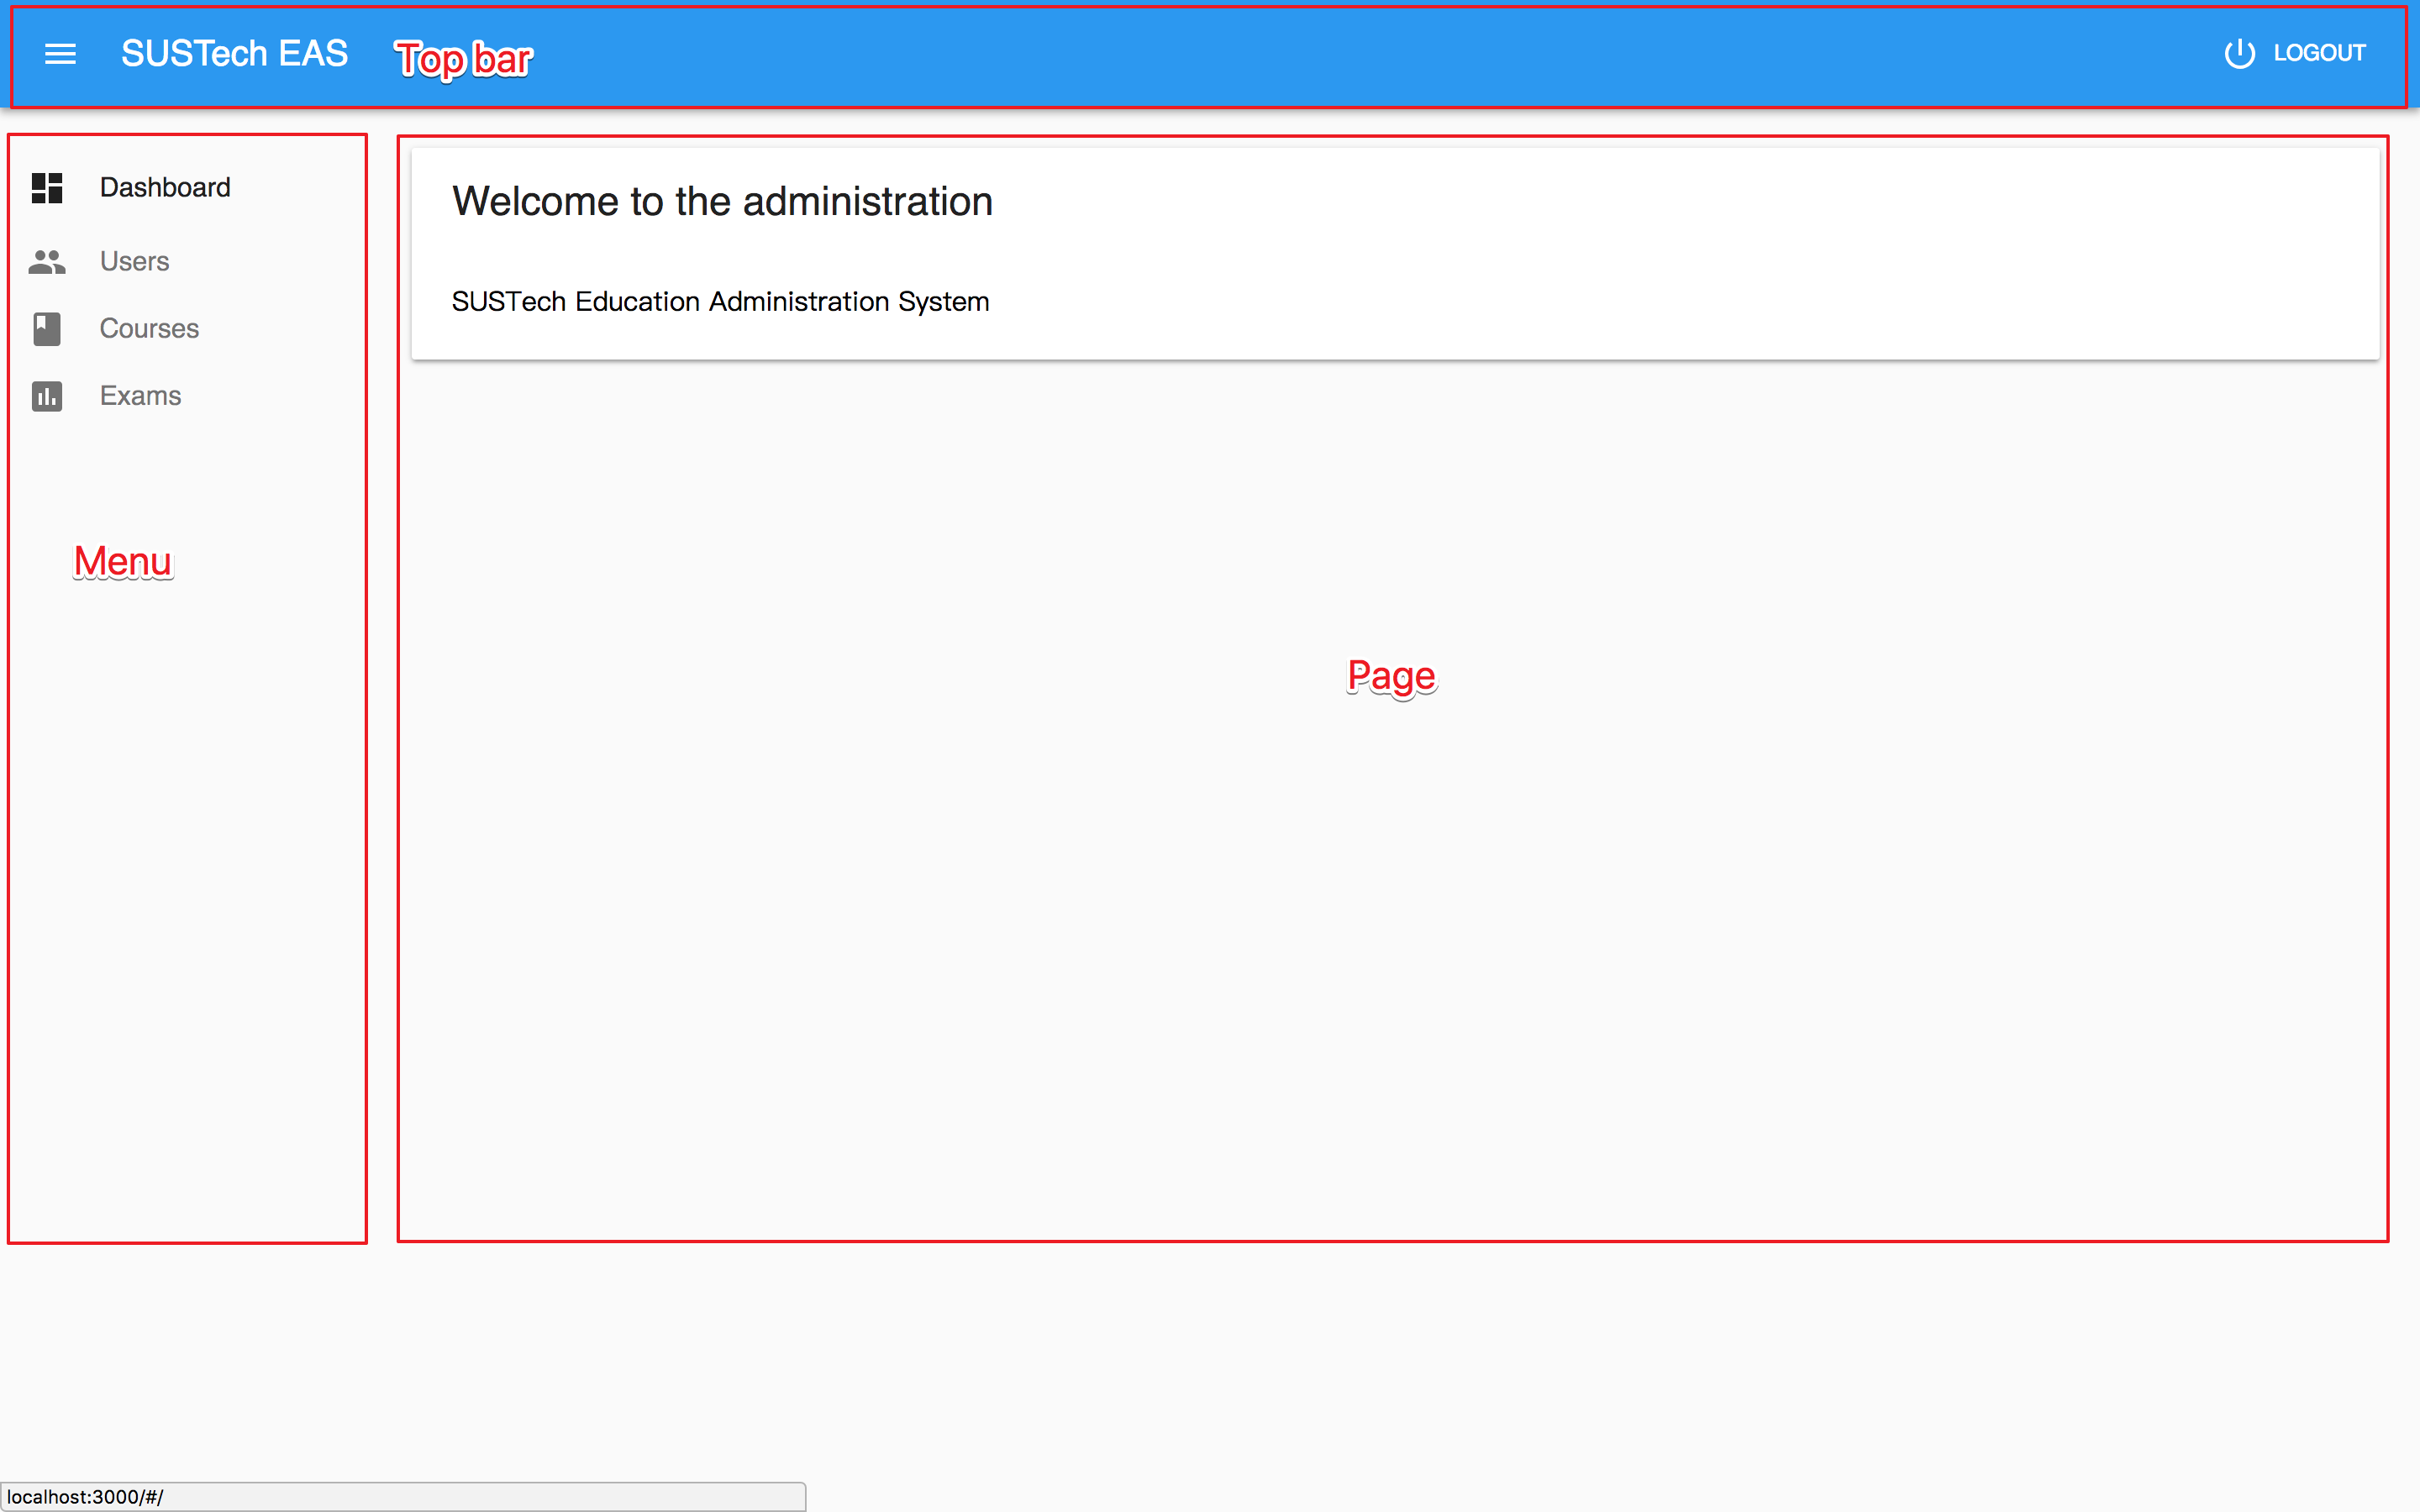 SUSTech EAS
Top bar
LOGOUT
Dashboard
Users
Courses
Exams
Menu
Welcome to the administration
SUSTech Education Administration System
Page
localhost:3000/#/